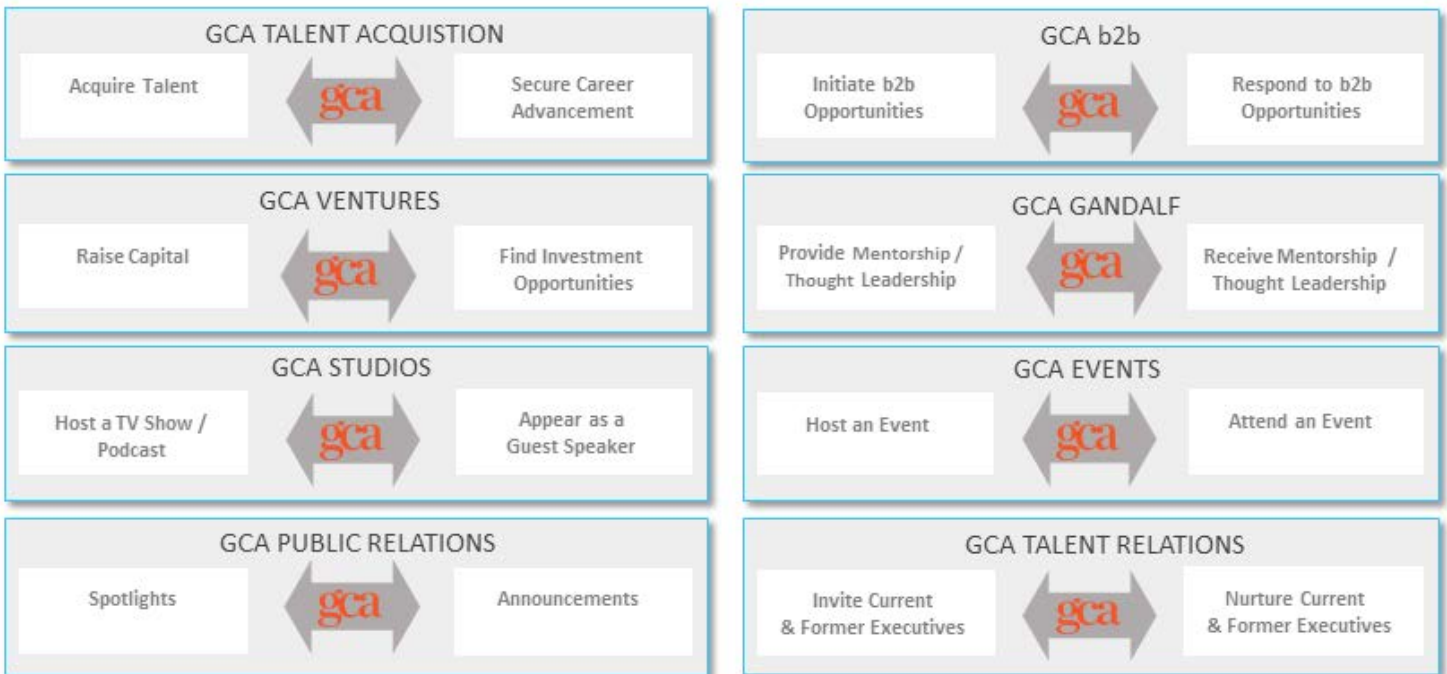 GCA TALENT ACQUISTION
Acquire Talent
gca
Secure Career
Advancement
GCA b2b
Initiate b2b
Opportunities
gca
Respond to b2b
Opportunities
GCA VENTURES
Raise Capital
gca
Find Investment
Opportunities
GCA GANDALF
Provide Mentorship /
Thought Leadership
gca
Receive Mentorship /
Thought Leadership
GCA STUDIOS
Host a TV Show /
Podcast
gca
Appear as a
Guest Speaker
GCA EVENTS
Host an Event
gca
Attend an Event
GCA PUBLIC RELATIONS
Spotlights
gca
Announcements
GCA TALENT RELATIONS
Invite Current
& Former Executives
gca
Nurture Current
& Former Executives